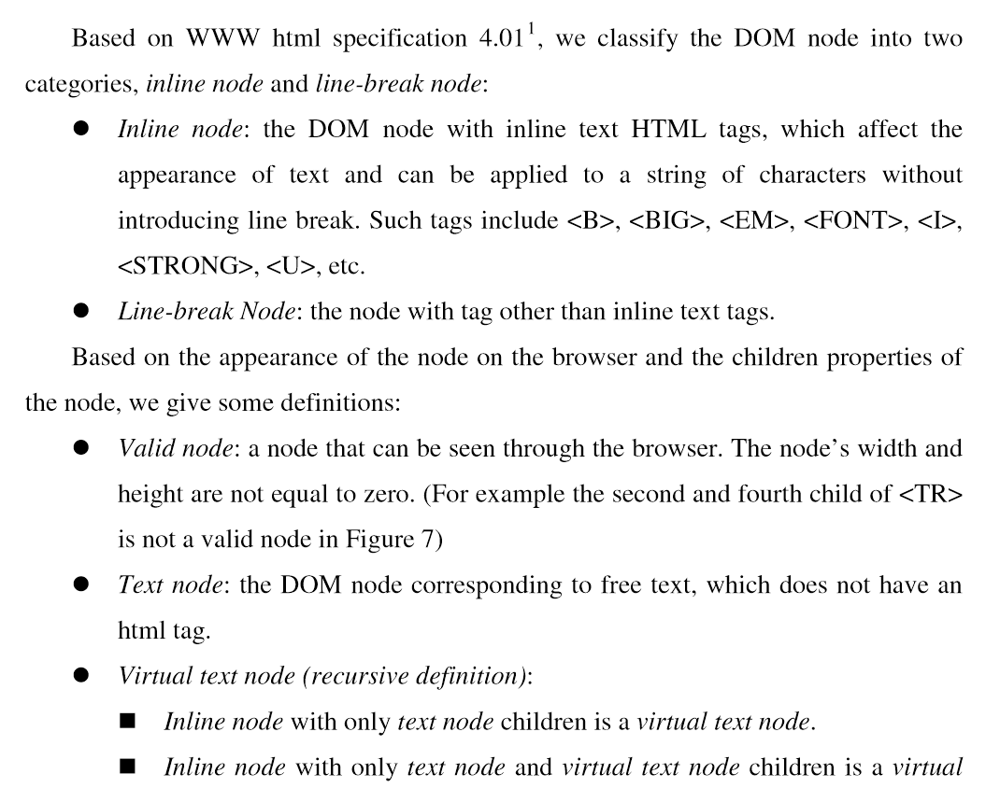 Based on WWW html specification 4.01¹, we classify the DOM node into two
categories, inline node and line-break node:
● Inline node: the DOM node with inline text HTML tags, which affect the
appearance of text and can be applied to a string of characters without
introducing line break. Such tags include <B>, <BIG>, <EM>, <FONT>, <I>,
<STRONG>, <U>, etc.
● Line-break Node: the node with tag other than inline text tags.
Based on the appearance of the node on the browser and the children properties of
the node, we give some definitions:
● Valid node: a node that can be seen through the browser. The node’s width and
height are not equal to zero. (For example the second and fourth child of <TR>
is not a valid node in Figure 7)
● Text node: the DOM node corresponding to free text, which does not have an
html tag.
● Virtual text node (recursive definition):
■ Inline node with only text node children is a virtual text node.
■ Inline node with only text node and virtual text node children is a virtual